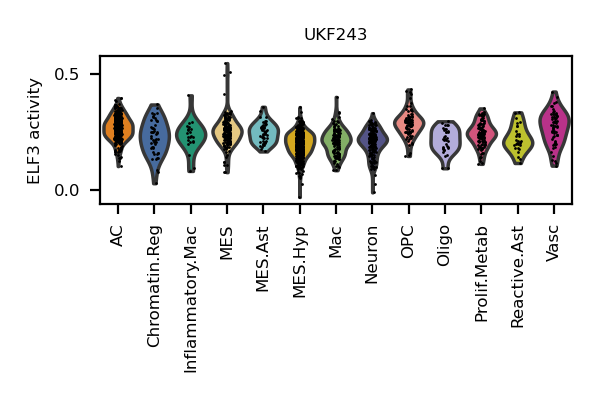 UKF243
ELF3 activity
0.5
0.0
AC
Chromatin.Reg
Inflammatory.Mac
MES
MES.Ast
MES.Hyp
Mac
Neuron
OPC
Oligo
Prolif.Metab
Reactive.Ast
Vasc